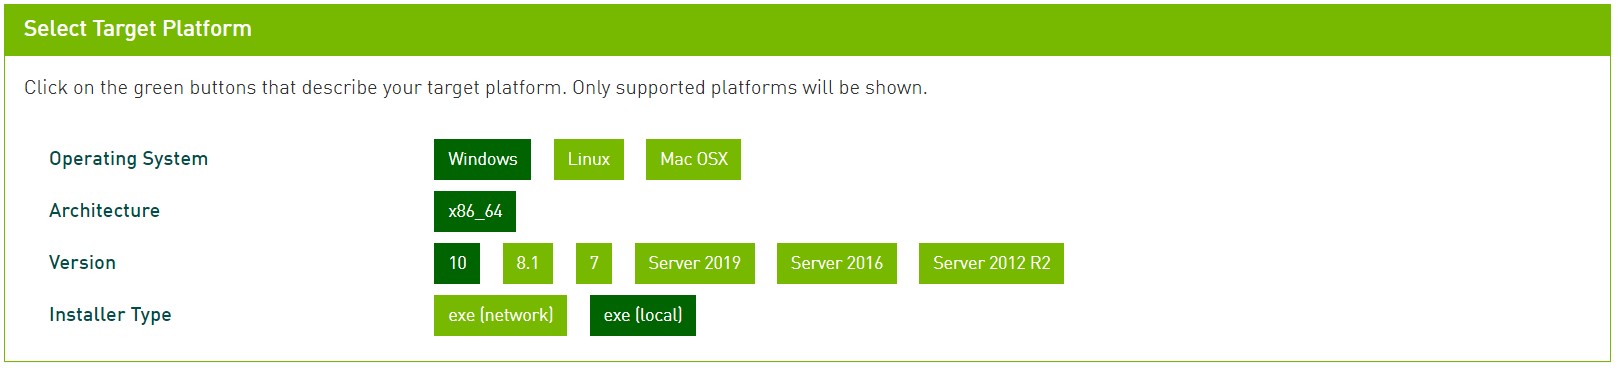 Select Target Platform
Click on the green buttons that describe your target platform. Only supported platforms will be shown.
Operating System Windows Linux Mac OSX
Architecture x86_64
Version 10 8.1 7 Server 2019 Server 2016 Server 2012 R2
Installer Type exe (network) exe (local)